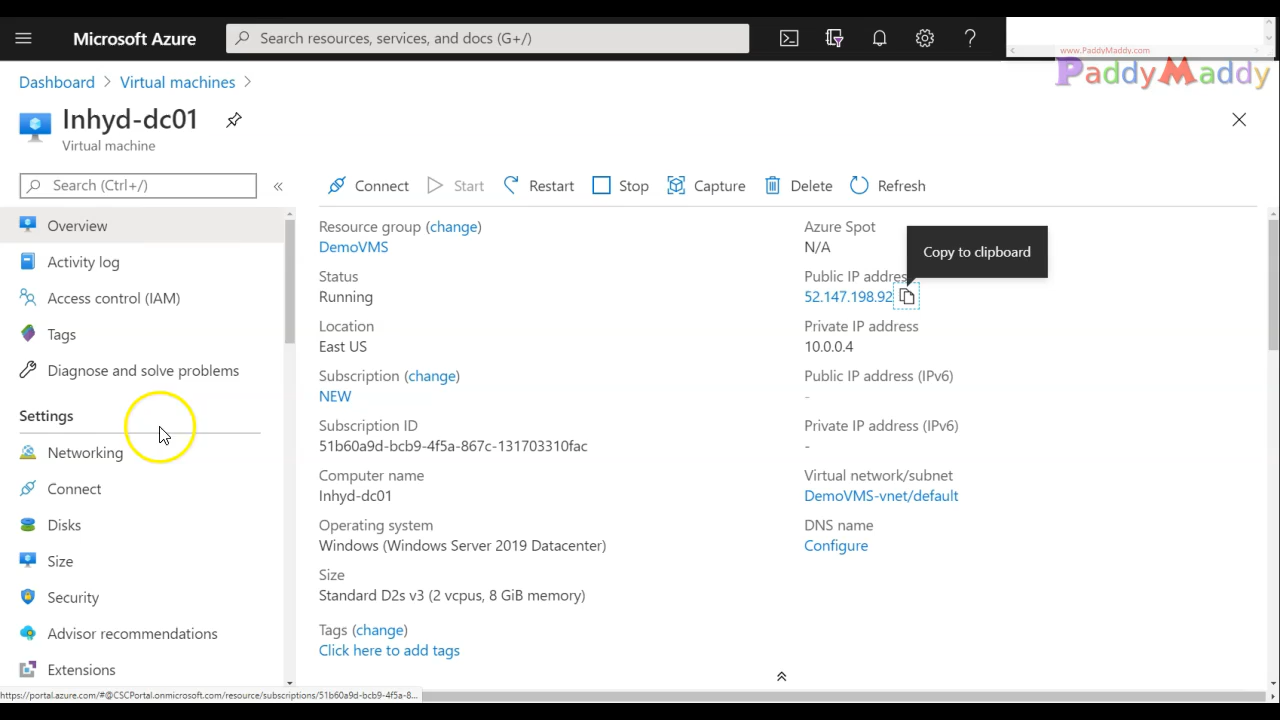 Microsoft Azure
Search resources, services, and docs (G+/)
www.PaddyMaddy.com
PaddyMaddy
Dashboard > Virtual machines >
Inhyd-dc01
Virtual machine
Search (Ctrl+/)
«
Connect
Start
Restart
Stop
Capture
Delete
Refresh
Overview
Activity log
Access control (IAM)
Tags
Diagnose and solve problems
Settings
Networking
Connect
Disks
Size
Security
Advisor recommendations
Extensions
Resource group (change)
DemoVMS
Status
Running
Location
East US
Subscription (change)
NEW
Subscription ID
51b60a9d-bcb9-4f5a-867c-131703310fac
Computer name
Inhyd-dc01
Operating system
Windows (Windows Server 2019 Datacenter)
Size
Standard D2s v3 (2 vcpus, 8 GiB memory)
Tags (change)
Click here to add tags
Azure Spot
N/A
Copy to clipboard
Public IP address
52.147.198.92
Private IP address
10.0.0.4
Public IP address (IPv6)
-
Private IP address (IPv6)
-
Virtual network/subnet
DemoVMS-vnet/default
DNS name
Configure
https://portal.azure.com/#@CSCPortal.onmicrosoft.com/resource/subscriptions/51b60a9d-bcb9-4f5a-8...